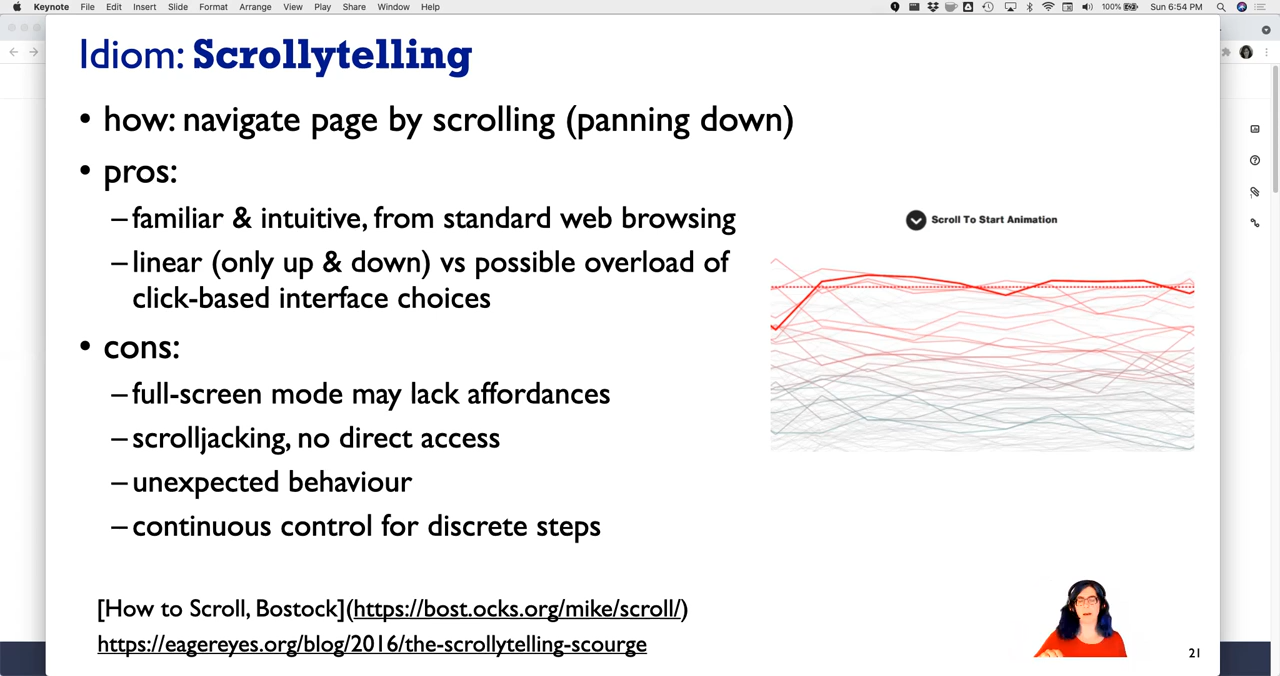 Keynote File Edit Insert Slide Format Arrange View Play Share Window Help 100% Sun 6:54 PM
Idiom: Scrollytelling
• how: navigate page by scrolling (panning down)
• pros:
– familiar & intuitive, from standard web browsing
– linear (only up & down) vs possible overload of
click-based interface choices
Scroll To Start Animation
• cons:
– full-screen mode may lack affordances
– scrolljacking, no direct access
– unexpected behaviour
– continuous control for discrete steps
[How to Scroll, Bostock](https://bost.ocks.org/mike/scroll/)
https://eagereyes.org/blog/2016/the-scrollytelling-scourge
21